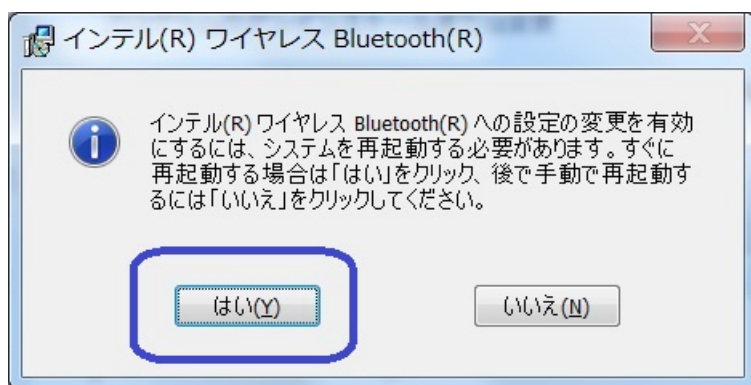 インテル(R) ワイヤレス Bluetooth(R)
インテル(R) ワイヤレス Bluetooth(R) への設定の変更を有効
にするには、システムを再起動する必要があります。すぐに
再起動する場合は「はい」をクリック、後で手動で再起動す
るには「いいえ」をクリックしてください。
はい(Y)
いいえ(N)